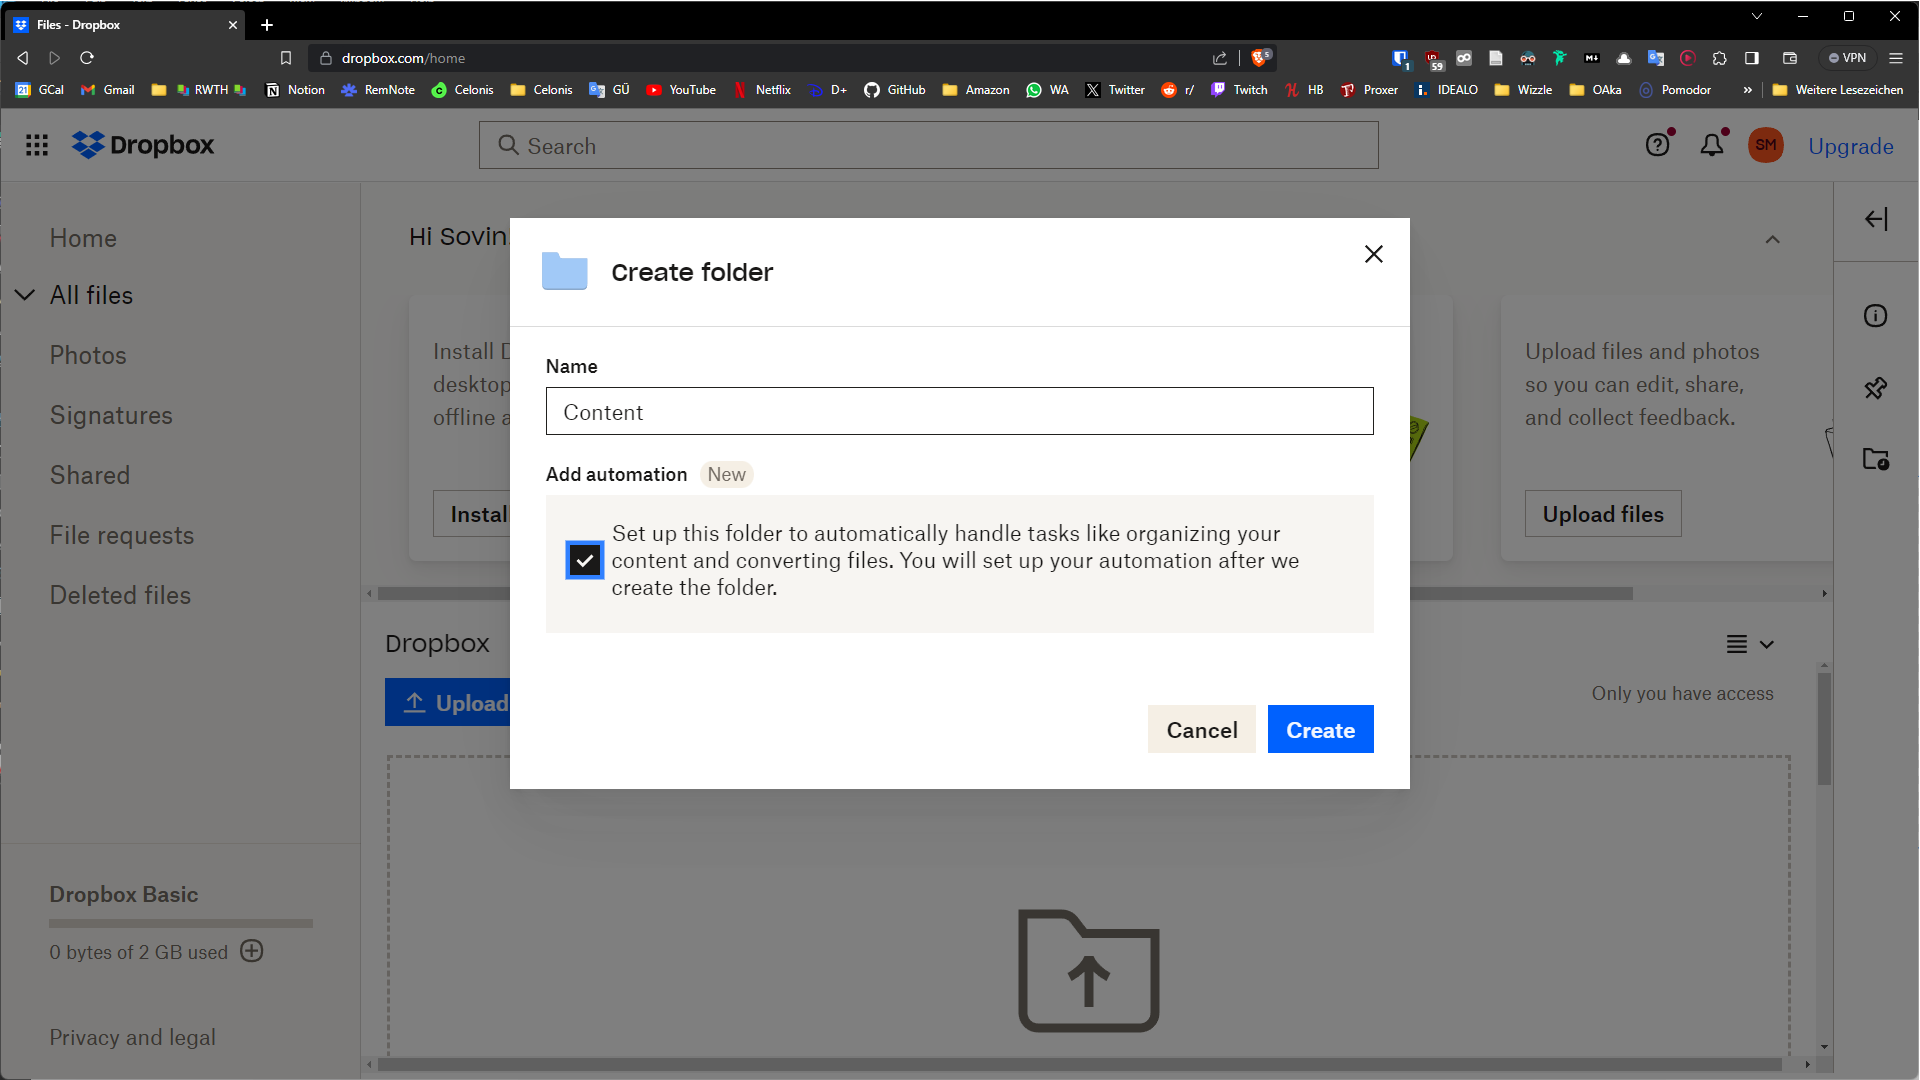 Files - Dropbox
dropbox.com/home
5
1
59
VPN
21 GCal
Gmail
RWTH
Notion
RemNote
Celonis
Celonis
GÜ
YouTube
Netflix
D+
GitHub
Amazon
WA
Twitter
r/
Twitch
HB
Proxer
IDEALO
Wizzle
OAka
Pomodor
»
Weitere Lesezeichen
Dropbox
Search
SM
Upgrade
Home
All files
Photos
Signatures
Shared
File requests
Deleted files
Dropbox Basic
0 bytes of 2 GB used
Privacy and legal
Hi Sovin.
Install D
desktop
offline a
Instal
Upload files and photos
so you can edit, share,
and collect feedback.
Upload files
Dropbox
Upload
Only you have access
Create folder
Name
Content
Add automation New
Set up this folder to automatically handle tasks like organizing your
content and converting files. You will set up your automation after we
create the folder.
Cancel
Create